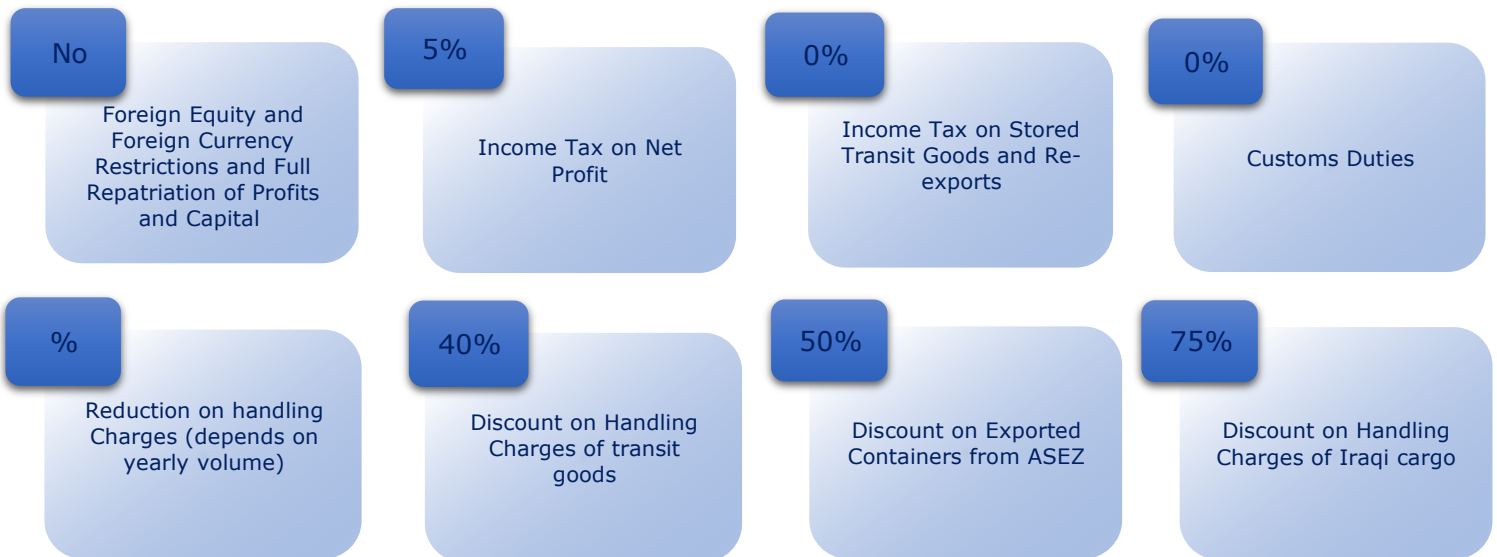 No
Foreign Equity and
Foreign Currency
Restrictions and Full
Repatriation of Profits
and Capital
5%
Income Tax on Net
Profit
0%
Income Tax on Stored
Transit Goods and Re-
exports
0%
Customs Duties
%
Reduction on handling
Charges (depends on
yearly volume)
40%
Discount on Handling
Charges of transit
goods
50%
Discount on Exported
Containers from ASEZ
75%
Discount on Handling
Charges of Iraqi cargo